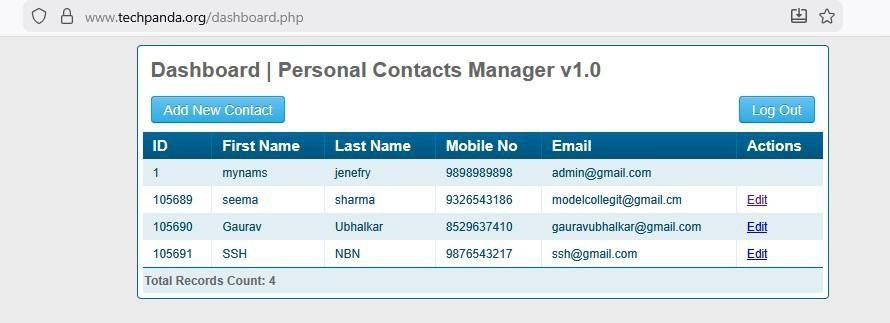 www.techpanda.org/dashboard.php
Dashboard | Personal Contacts Manager v1.0
Add New Contact Log Out
ID First Name Last Name Mobile No Email Actions
1 mynams jenefry 9898989898 admin@gmail.com
105689 seema sharma 9326543186 modelcollegit@gmail.cm Edit
105690 Gaurav Ubhalkar 8529637410 gauravubhalkar@gmail.com Edit
105691 SSH NBN 9876543217 ssh@gmail.com Edit
Total Records Count: 4